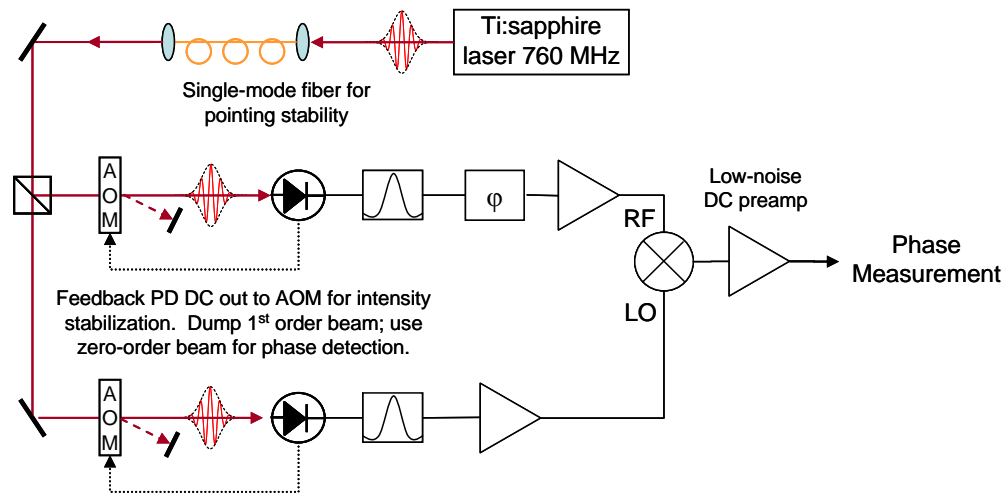 Ti:sapphire
laser 760 MHz
Single-mode fiber for
pointing stability
A
O
M
φ
Low-noise
DC preamp
RF
LO
Phase
Measurement
Feedback PD DC out to AOM for intensity
stabilization. Dump 1st order beam; use
zero-order beam for phase detection.
A
O
M